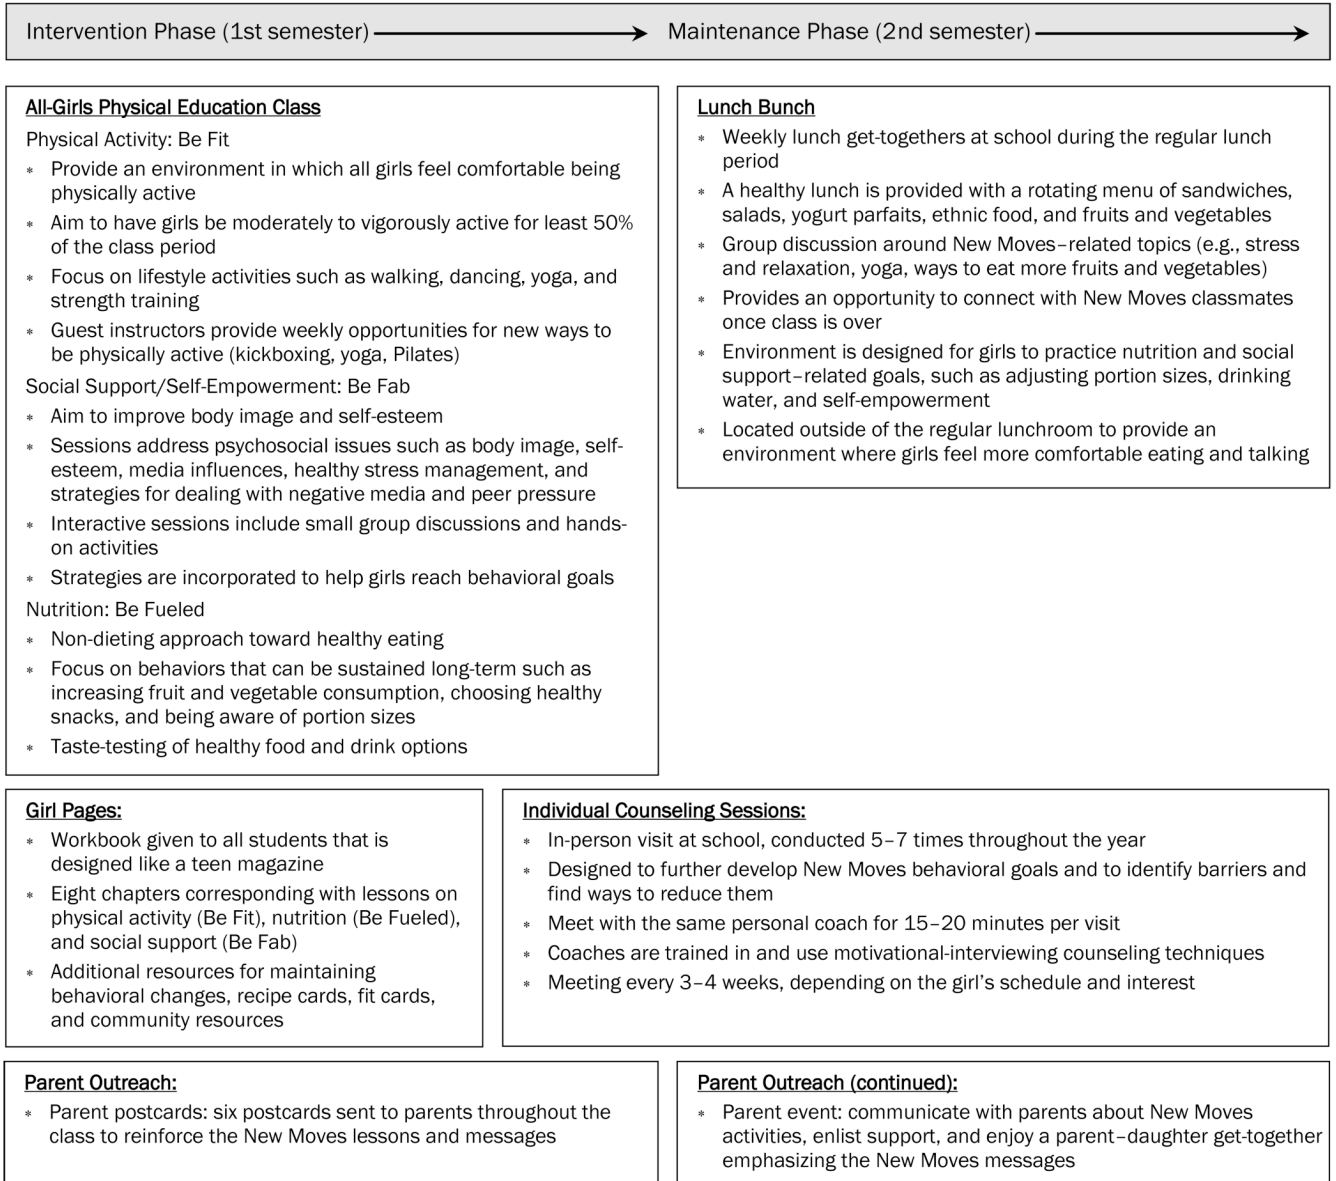 Intervention Phase (1st semester)
Maintenance Phase (2nd semester)
All-Girls Physical Education Class
Physical Activity: Be Fit
* Provide an environment in which all girls feel comfortable being
physically active
* Aim to have girls be moderately to vigorously active for least 50%
of the class period
* Focus on lifestyle activities such as walking, dancing, yoga, and
strength training
* Guest instructors provide weekly opportunities for new ways to
be physically active (kickboxing, yoga, Pilates)
Social Support/Self-Empowerment: Be Fab
* Aim to improve body image and self-esteem
* Sessions address psychosocial issues such as body image, self-
esteem, media influences, healthy stress management, and
strategies for dealing with negative media and peer pressure
* Interactive sessions include small group discussions and hands-
on activities
* Strategies are incorporated to help girls reach behavioral goals
Nutrition: Be Fueled
* Non-dieting approach toward healthy eating
* Focus on behaviors that can be sustained long-term such as
increasing fruit and vegetable consumption, choosing healthy
snacks, and being aware of portion sizes
* Taste-testing of healthy food and drink options
Lunch Bunch
* Weekly lunch get-togethers at school during the regular lunch
period
* A healthy lunch is provided with a rotating menu of sandwiches,
salads, yogurt parfaits, ethnic food, and fruits and vegetables
* Group discussion around New Moves–related topics (e.g., stress
and relaxation, yoga, ways to eat more fruits and vegetables)
* Provides an opportunity to connect with New Moves classmates
once class is over
* Environment is designed for girls to practice nutrition and social
support–related goals, such as adjusting portion sizes, drinking
water, and self-empowerment
* Located outside of the regular lunchroom to provide an
environment where girls feel more comfortable eating and talking
Girl Pages:
* Workbook given to all students that is
designed like a teen magazine
* Eight chapters corresponding with lessons on
physical activity (Be Fit), nutrition (Be Fueled),
and social support (Be Fab)
* Additional resources for maintaining
behavioral changes, recipe cards, fit cards,
and community resources
Individual Counseling Sessions:
* In-person visit at school, conducted 5–7 times throughout the year
* Designed to further develop New Moves behavioral goals and to identify barriers and
find ways to reduce them
* Meet with the same personal coach for 15–20 minutes per visit
* Coaches are trained in and use motivational-interviewing counseling techniques
* Meeting every 3–4 weeks, depending on the girl's schedule and interest
Parent Outreach:
* Parent postcards: six postcards sent to parents throughout the
class to reinforce the New Moves lessons and messages
Parent Outreach (continued):
* Parent event: communicate with parents about New Moves
activities, enlist support, and enjoy a parent–daughter get-together
emphasizing the New Moves messages